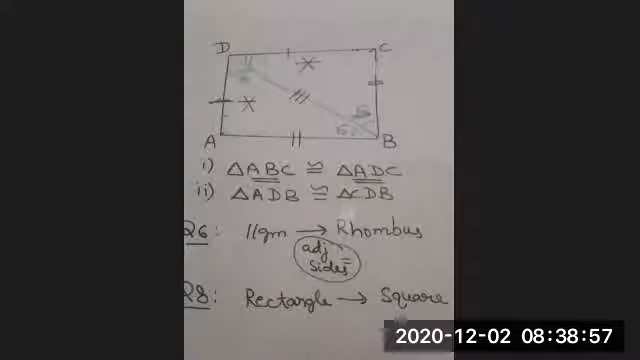 D C
A B
i) △ABC ≅ △ADC
ii) △ADB ≅ △CDB
Q6: ||gm → Rhombus
adj = sides
Q8: Rectangle → Square
2020-12-02 08:38:57